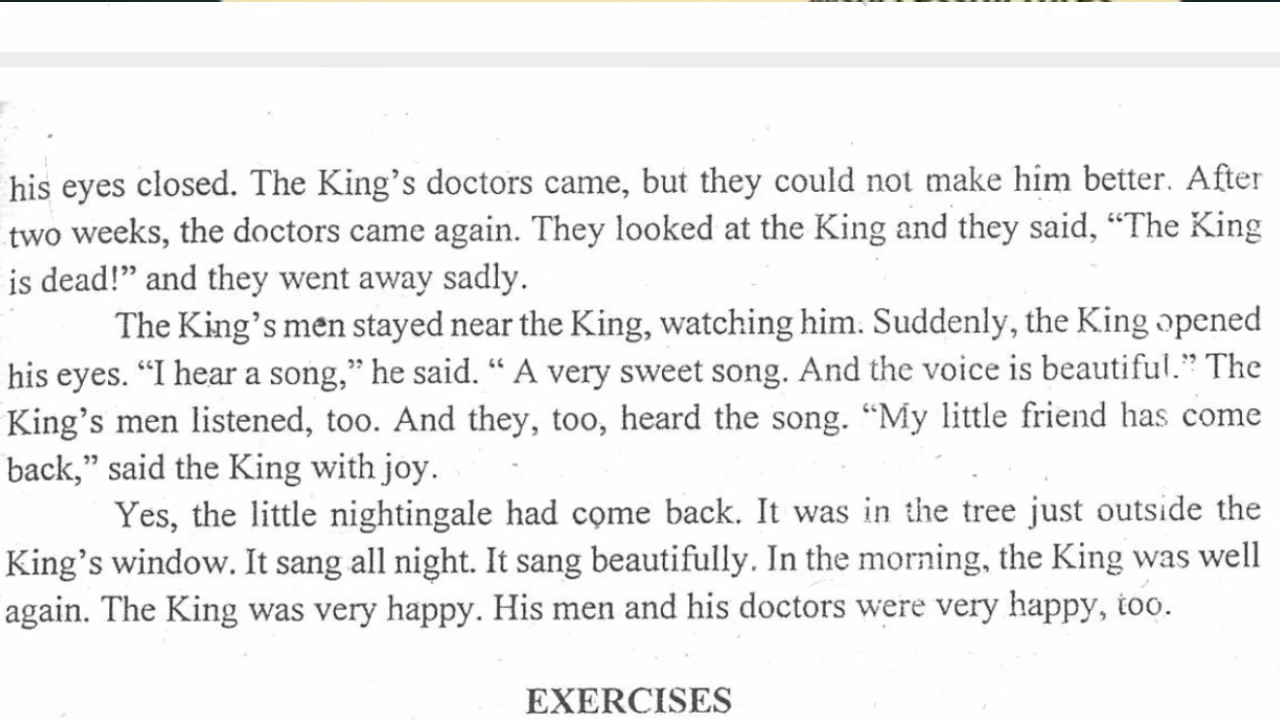 his eyes closed. The King's doctors came, but they could not make him better. After
two weeks, the doctors came again. They looked at the King and they said, “The King
is dead!” and they went away sadly.
The King's men stayed near the King, watching him. Suddenly, the King opened
his eyes. “I hear a song,” he said. “ A very sweet song. And the voice is beautiful.” The
King's men listened, too. And they, too, heard the song. “My little friend has come
back,” said the King with joy.
Yes, the little nightingale had come back. It was in the tree just outside the
King's window. It sang all night. It sang beautifully. In the morning, the King was well
again. The King was very happy. His men and his doctors were very happy, too.
EXERCISES